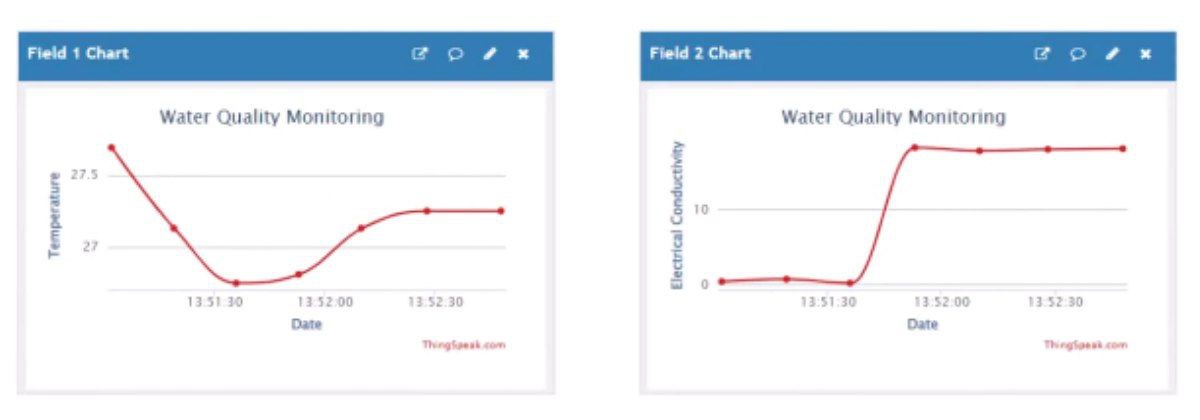 Field 1 Chart
Water Quality Monitoring
Temperature
27.5
27
13:51:30 13:52:00 13:52:30
Date
ThingSpeak.com
Field 2 Chart
Water Quality Monitoring
Electrical Conductivity
10
0
13:51:30 13:52:00 13:52:30
Date
ThingSpeak.com